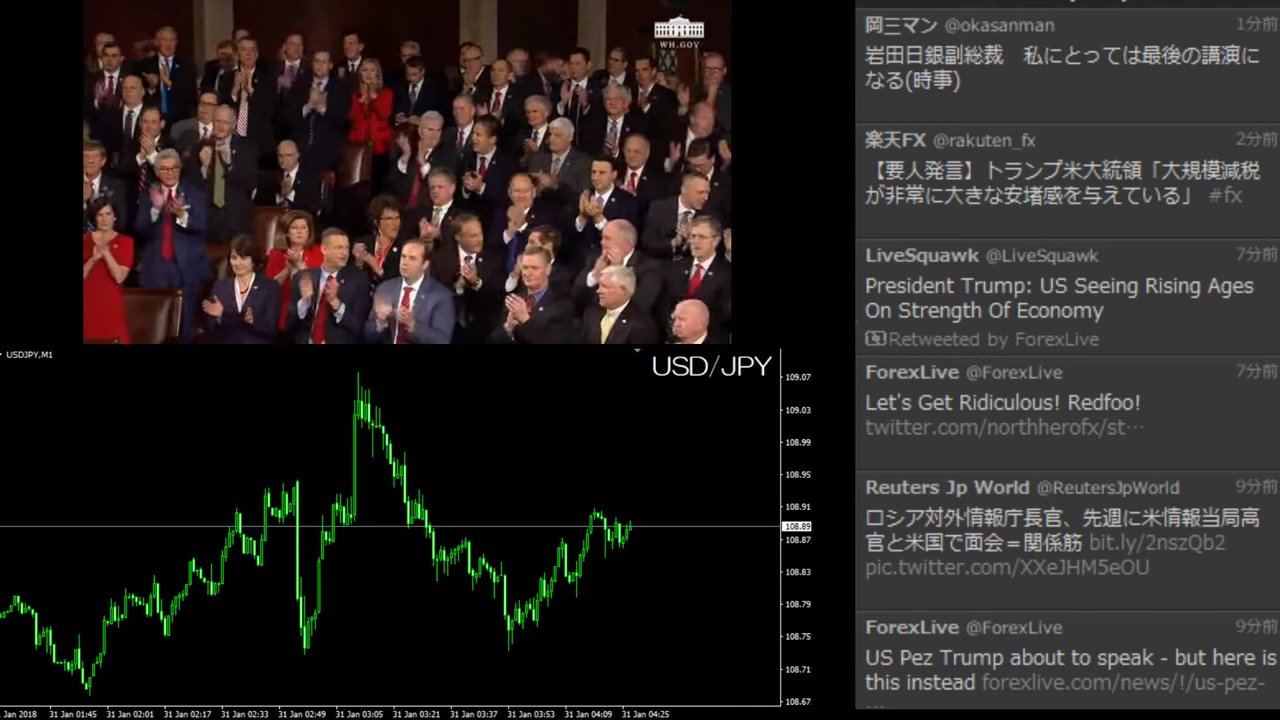 WH.GOV
USDJPY,M1
USD/JPY
109.07
109.03
108.99
108.95
108.91
108.89
108.87
108.83
108.79
108.75
108.71
108.67
Jan 2018
31 Jan 01:45
31 Jan 02:01
31 Jan 02:17
31 Jan 02:33
31 Jan 02:49
31 Jan 03:05
31 Jan 03:21
31 Jan 03:37
31 Jan 03:53
31 Jan 04:09
31 Jan 04:25
岡三マン @okasanman 1分前
岩田日銀副総裁　私にとっては最後の講演に
なる(時事)
楽天FX @rakuten_fx 2分前
【要人発言】トランプ米大統領「大規模減税
が非常に大きな安堵感を与えている」 #fx
LiveSquawk @LiveSquawk 7分前
President Trump: US Seeing Rising Ages
On Strength Of Economy
Retweeted by ForexLive
ForexLive @ForexLive 7分前
Let's Get Ridiculous! Redfoo!
twitter.com/northherofx/st…
Reuters Jp World @ReutersJpWorld 9分前
ロシア対外情報庁長官、先週に米情報当局高
官と米国で面会＝関係筋 bit.ly/2nszQb2
pic.twitter.com/XXeJHM5eOU
ForexLive @ForexLive 9分前
US Pez Trump about to speak - but here is
this instead forexlive.com/news/!/us-pez-
…